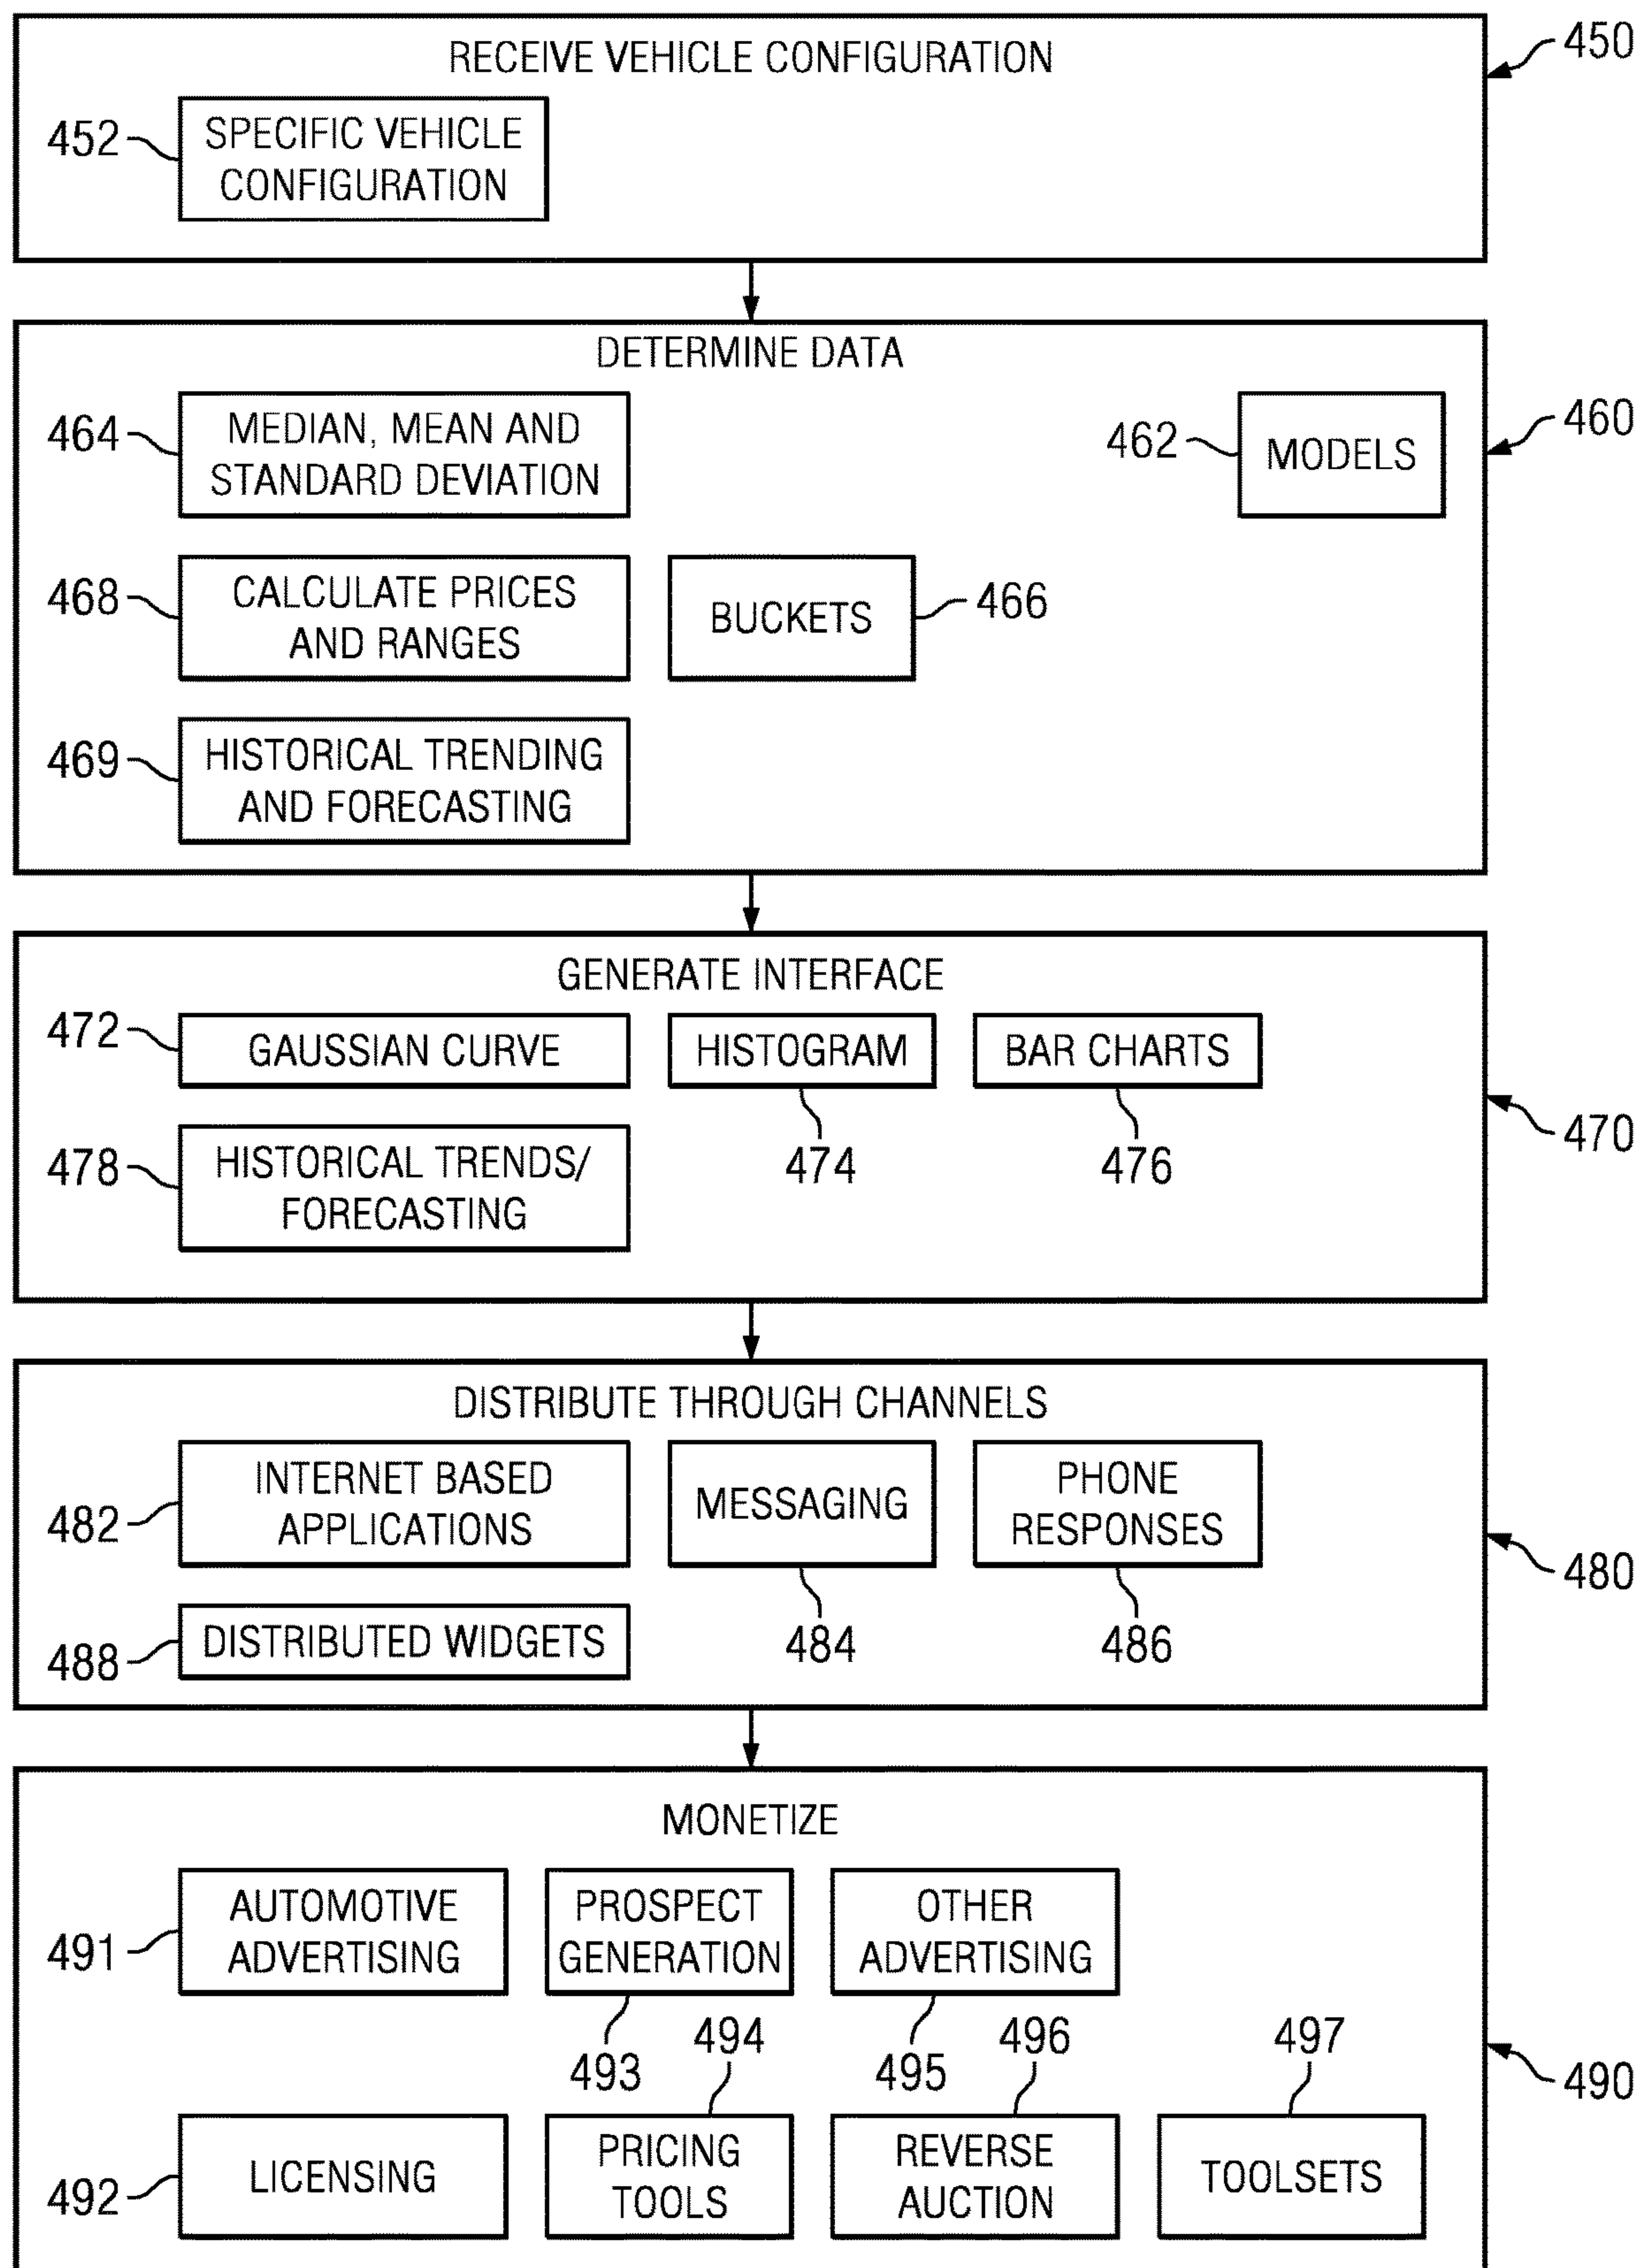 RECEIVE VEHICLE CONFIGURATION
450
452
SPECIFIC VEHICLE
CONFIGURATION
DETERMINE DATA
464
MEDIAN, MEAN AND
STANDARD DEVIATION
462
MODELS
460
468
CALCULATE PRICES
AND RANGES
BUCKETS
466
469
HISTORICAL TRENDING
AND FORECASTING
GENERATE INTERFACE
472
GAUSSIAN CURVE
HISTOGRAM
BAR CHARTS
474
476
470
478
HISTORICAL TRENDS/
FORECASTING
DISTRIBUTE THROUGH CHANNELS
482
INTERNET BASED
APPLICATIONS
MESSAGING
PHONE
RESPONSES
484
486
480
488
DISTRIBUTED WIDGETS
MONETIZE
491
AUTOMOTIVE
ADVERTISING
PROSPECT
GENERATION
OTHER
ADVERTISING
493
494
495
496
497
490
492
LICENSING
PRICING
TOOLS
REVERSE
AUCTION
TOOLSETS